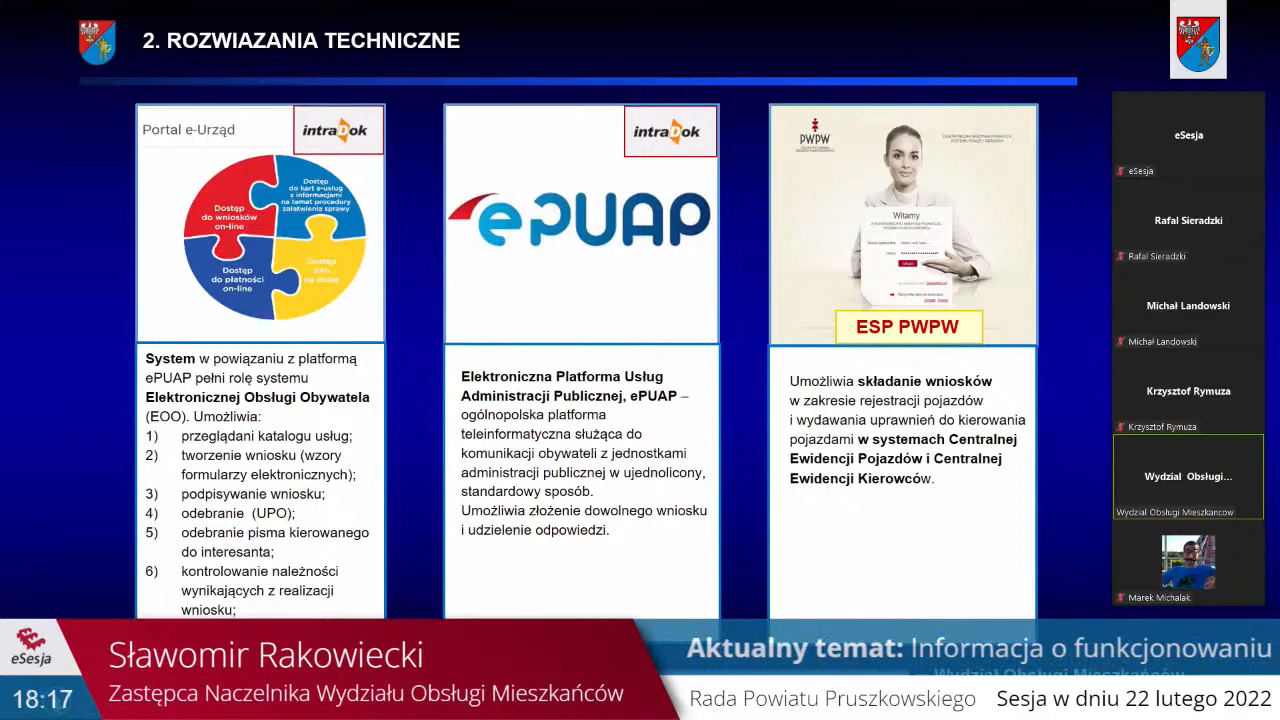 2. ROZWIAZANIA TECHNICZNE
Portal e-Urząd
intraDok
Dostęp
do wniosków
on-line
Dostęp
do kart e-usług
z informacjami
na temat procedury
załatwienia sprawy
Dostęp
do płatności
on-line
Dostęp
24h.
na dobę
System w powiązaniu z platformą
ePUAP pełni rolę systemu
Elektronicznej Obsługi Obywatela
(EOO). Umożliwia:
1) przeglądani katalogu usług;
2) tworzenie wniosku (wzory
formularzy elektronicznych);
3) podpisywanie wniosku;
4) odebranie (UPO);
5) odebranie pisma kierowanego
do interesanta;
6) kontrolowanie należności
wynikających z realizacji
wniosku;
intraDok
ePUAP
Elektroniczna Platforma Usług
Administracji Publicznej, ePUAP –
ogólnopolska platforma
teleinformatyczna służąca do
komunikacji obywateli z jednostkami
administracji publicznej w ujednolicony,
standardowy sposób.
Umożliwia złożenie dowolnego wniosku
i udzielenie odpowiedzi.
PWPW
Witamy
ESP PWPW
Umożliwia składanie wniosków
w zakresie rejestracji pojazdów
i wydawania uprawnień do kierowania
pojazdami w systemach Centralnej
Ewidencji Pojazdów i Centralnej
Ewidencji Kierowców.
eSesja
eSesja
Rafal Sieradzki
Rafal Sieradzki
Michał Landowski
Michał Landowski
Krzysztof Rymuza
Krzysztof Rymuza
Wydzial Obsługi...
Wydzial Obslugi Mieszkancow
Marek Michalak
eSesja
18:17
Sławomir Rakowiecki
Zastępca Naczelnika Wydziału Obsługi Mieszkańców
Aktualny temat: Informacja o funkcjonowaniu
— Wydział Obsługi Mieszkańców
Rada Powiatu Pruszkowskiego Sesja w dniu 22 lutego 2022